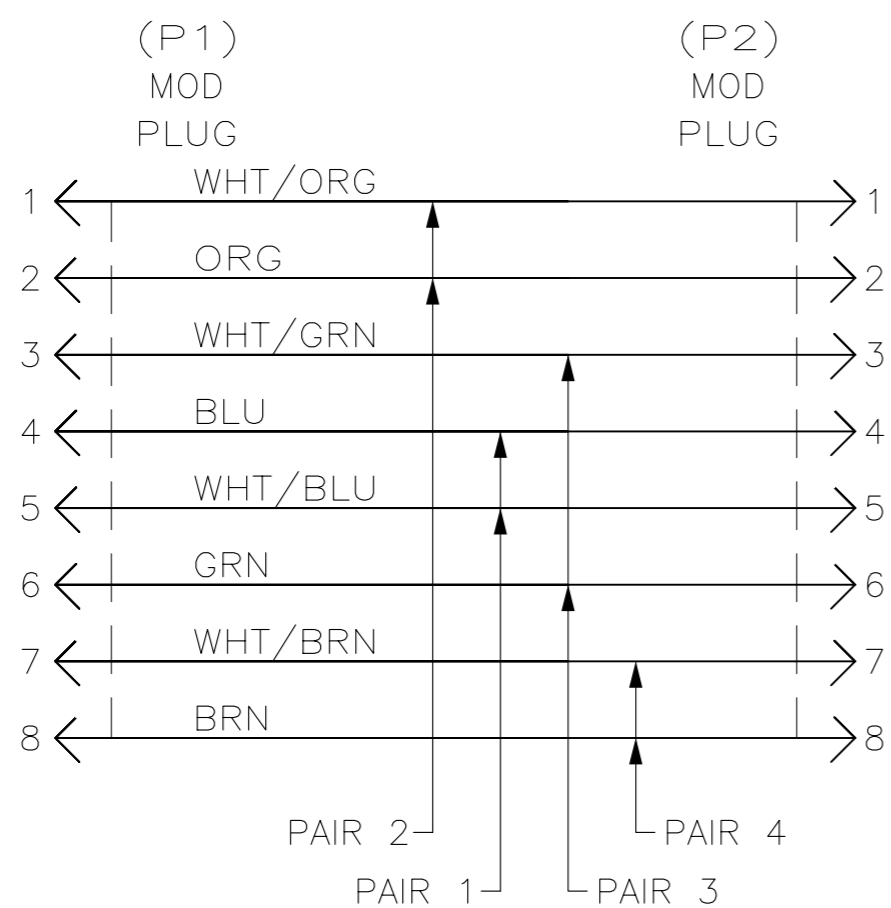 (P1)
MOD
PLUG
(P2)
MOD
PLUG
1 WHT/ORG 1
2 ORG 2
3 WHT/GRN 3
4 BLU 4
5 WHT/BLU 5
6 GRN 6
7 WHT/BRN 7
8 BRN 8
PAIR 2 PAIR 4
PAIR 1 PAIR 3